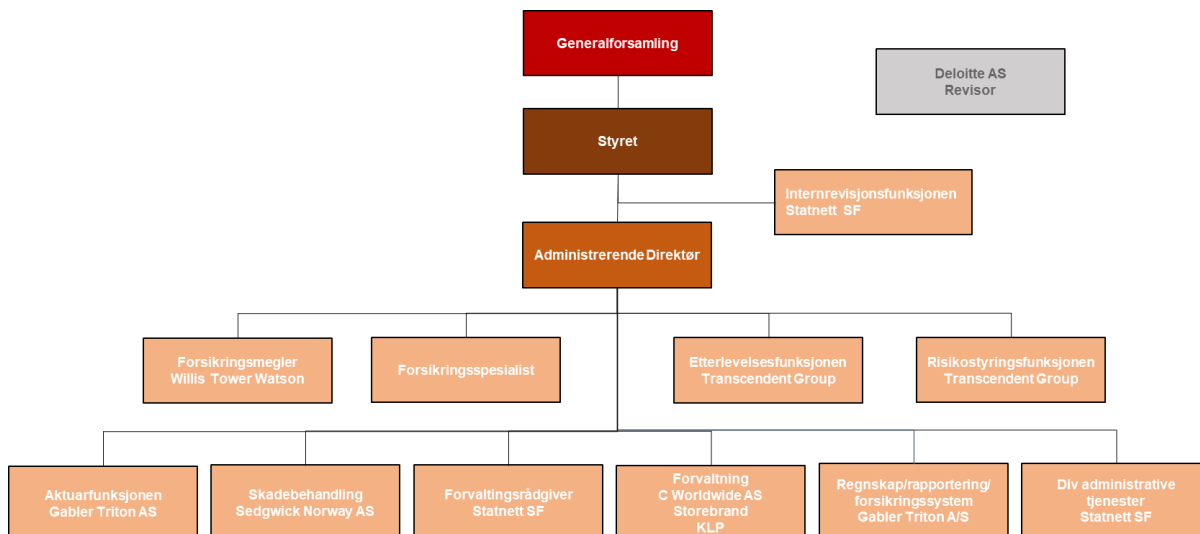 Generalforsamling
Deloitte AS
Revisor
Styret
Internrevisjonsfunksjonen
Statnett SF
Administrerende Direktør
Forsikringsmegler
Willis Tower Watson
Forsikringsspesialist
Etterlevelsesfunksjonen
Transcendent Group
Risikostyringsfunksjonen
Transcendent Group
Aktuarfunksjonen
Gabler Triton AS
Skadebehandling
Sedgwick Norway AS
Forvaltingsrådgiver
Statnett SF
Forvaltning
C Worldwide AS
Storebrand
KLP
Regnskap/rapportering/
forsikringssystem
Gabler Triton A/S
Div administrative
tjenester
Statnett SF